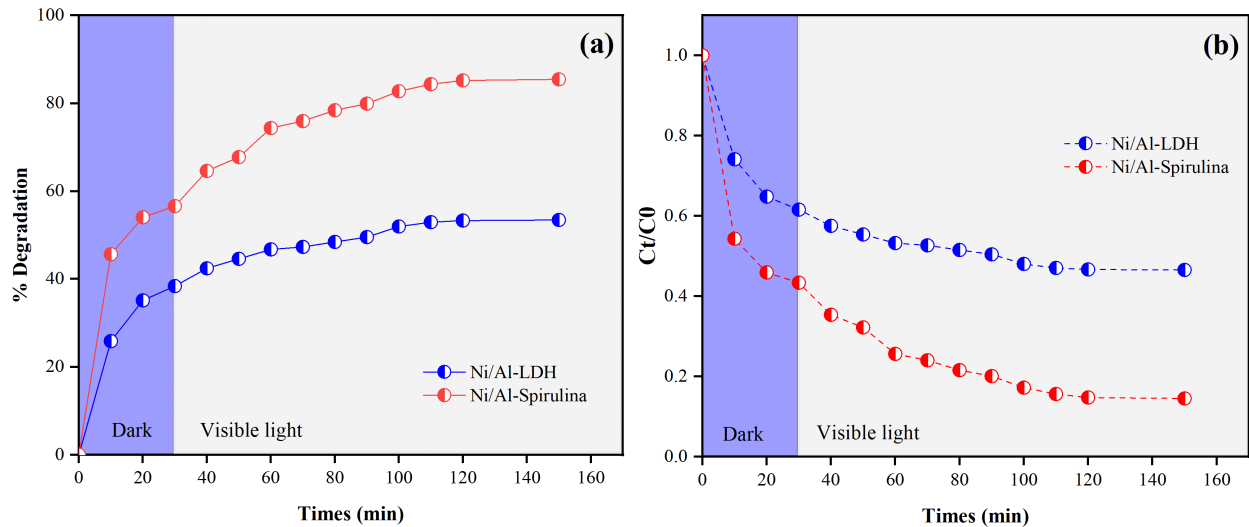 (a)
% Degradation
100
80
60
40
20
0
Ni/Al-LDH
Ni/Al-Spirulina
Dark
Visible light
0 20 40 60 80 100 120 140 160
Times (min)
(b)
Ct/C0
1.0
0.8
0.6
0.4
0.2
0.0
Ni/Al-LDH
Ni/Al-Spirulina
Dark
Visible light
0 20 40 60 80 100 120 140 160
Times (min)